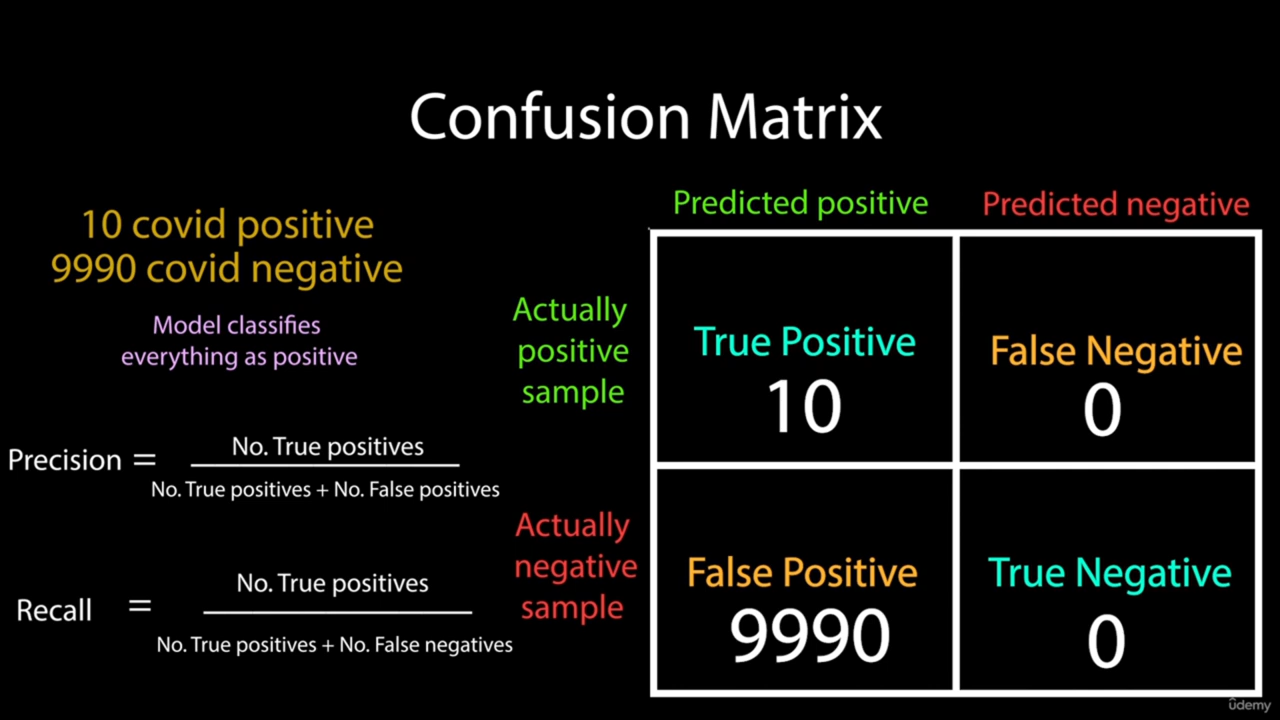 Confusion Matrix
10 covid positive
9990 covid negative
Model classifies
everything as positive
Precision =
No. True positives
No. True positives + No. False positives
Recall =
No. True positives
No. True positives + No. False negatives
Predicted positive
Predicted negative
Actually
positive
sample
True Positive
10
False Negative
0
Actually
negative
sample
False Positive
9990
True Negative
0
ûdemy